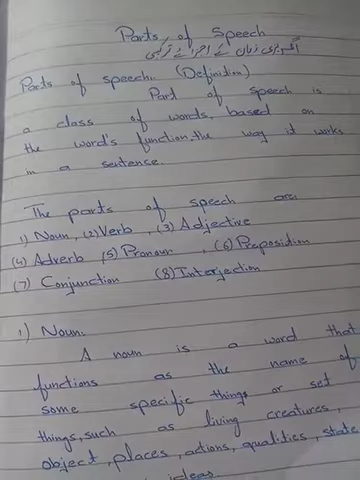 Parts of Speech
انگریزی زبان کے اجزائے ترکیبی
Parts of speech:. (Definition)
Part of speech is
a class of words, based on
the word's function, the way it works
in a sentence.
The parts of speech are:
1) Noun, (2) Verb, (3) Adjective
(4) Adverb, 5) Pronoun, (6) Preposition
(7) Conjunction (8) Interjection
1) Noun:
A noun is a word that
functions as the name of
some specific things or set
things, such as living creatures,
object, places, actions, qualities, state
ideas